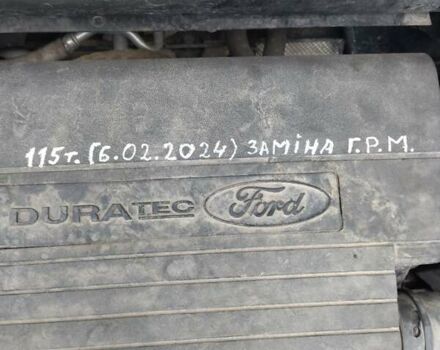 115т. (6.02.2024) ЗАМіНА Г.Р.М.
DURATEC Ford